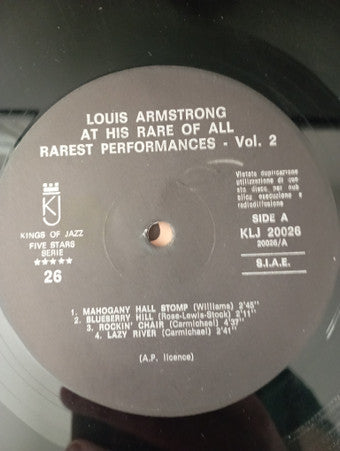 LOUIS ARMSTRONG
AT HIS RARE OF ALL
RAREST PERFORMANCES - Vol. 2
KJ
KINGS OF JAZZ
FIVE STARS
SERIE
★★★★★
26
Vietata duplicazione
utilizzazione di que
sto disco per pub
blica esecuzione e
radiodiffusione
SIDE A
KLJ 20026
20026/A
S.I.A.E.
1. MAHOGANY HALL STOMP (Williams) 2'45"
2. BLUEBERRY HILL (Rose-Lewis-Stock) 2'11"
3. ROCKIN' CHAIR (Carmichael) 4'37"
4. LAZY RIVER (Carmichael) 2'41"
(A.P. licence)